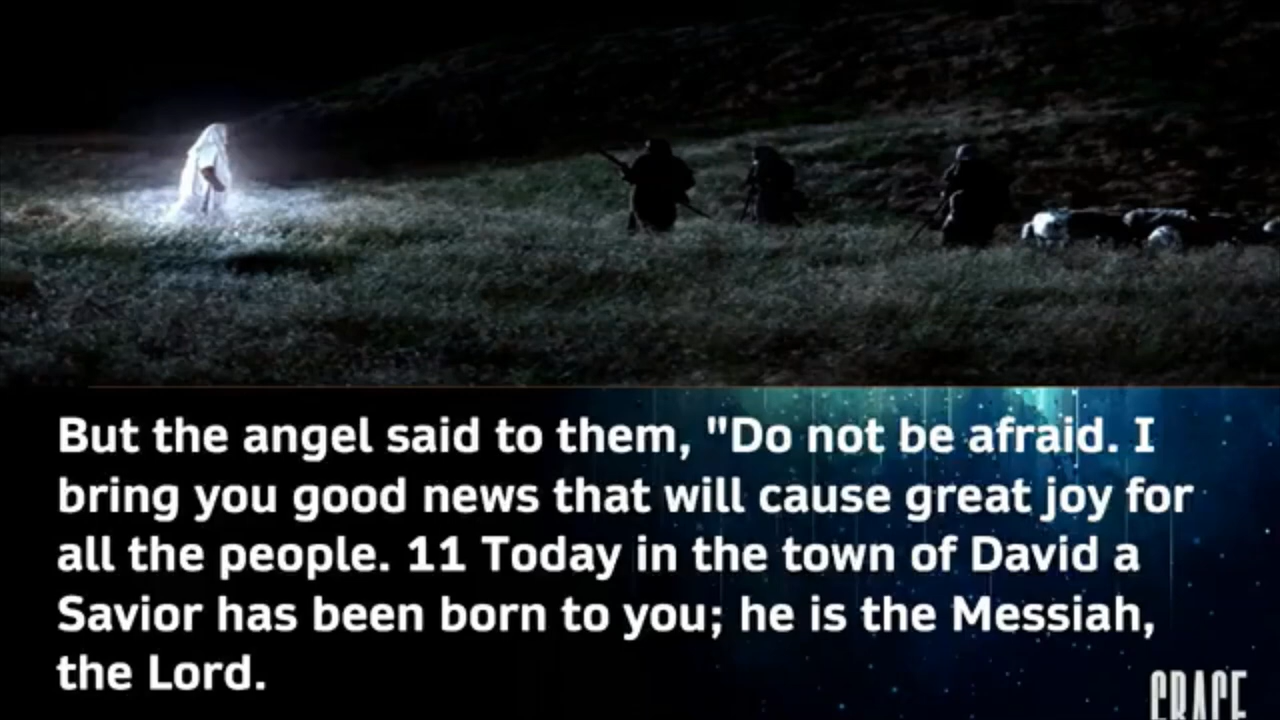 But the angel said to them, "Do not be afraid. I
bring you good news that will cause great joy for
all the people. 11 Today in the town of David a
Savior has been born to you; he is the Messiah,
the Lord.
GRACE